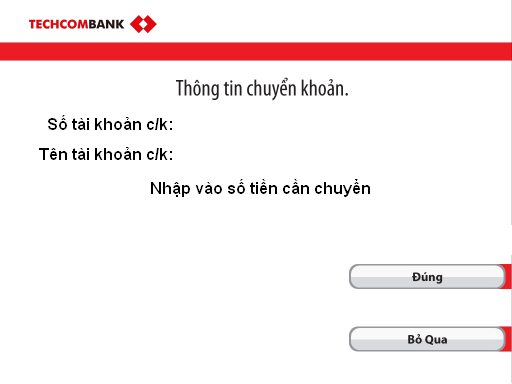 TECHCOMBANK
Thông tin chuyển khoản.
Số tài khoản c/k:
Tên tài khoản c/k:
Nhập vào số tiền cần chuyển
Đúng
Bỏ Qua